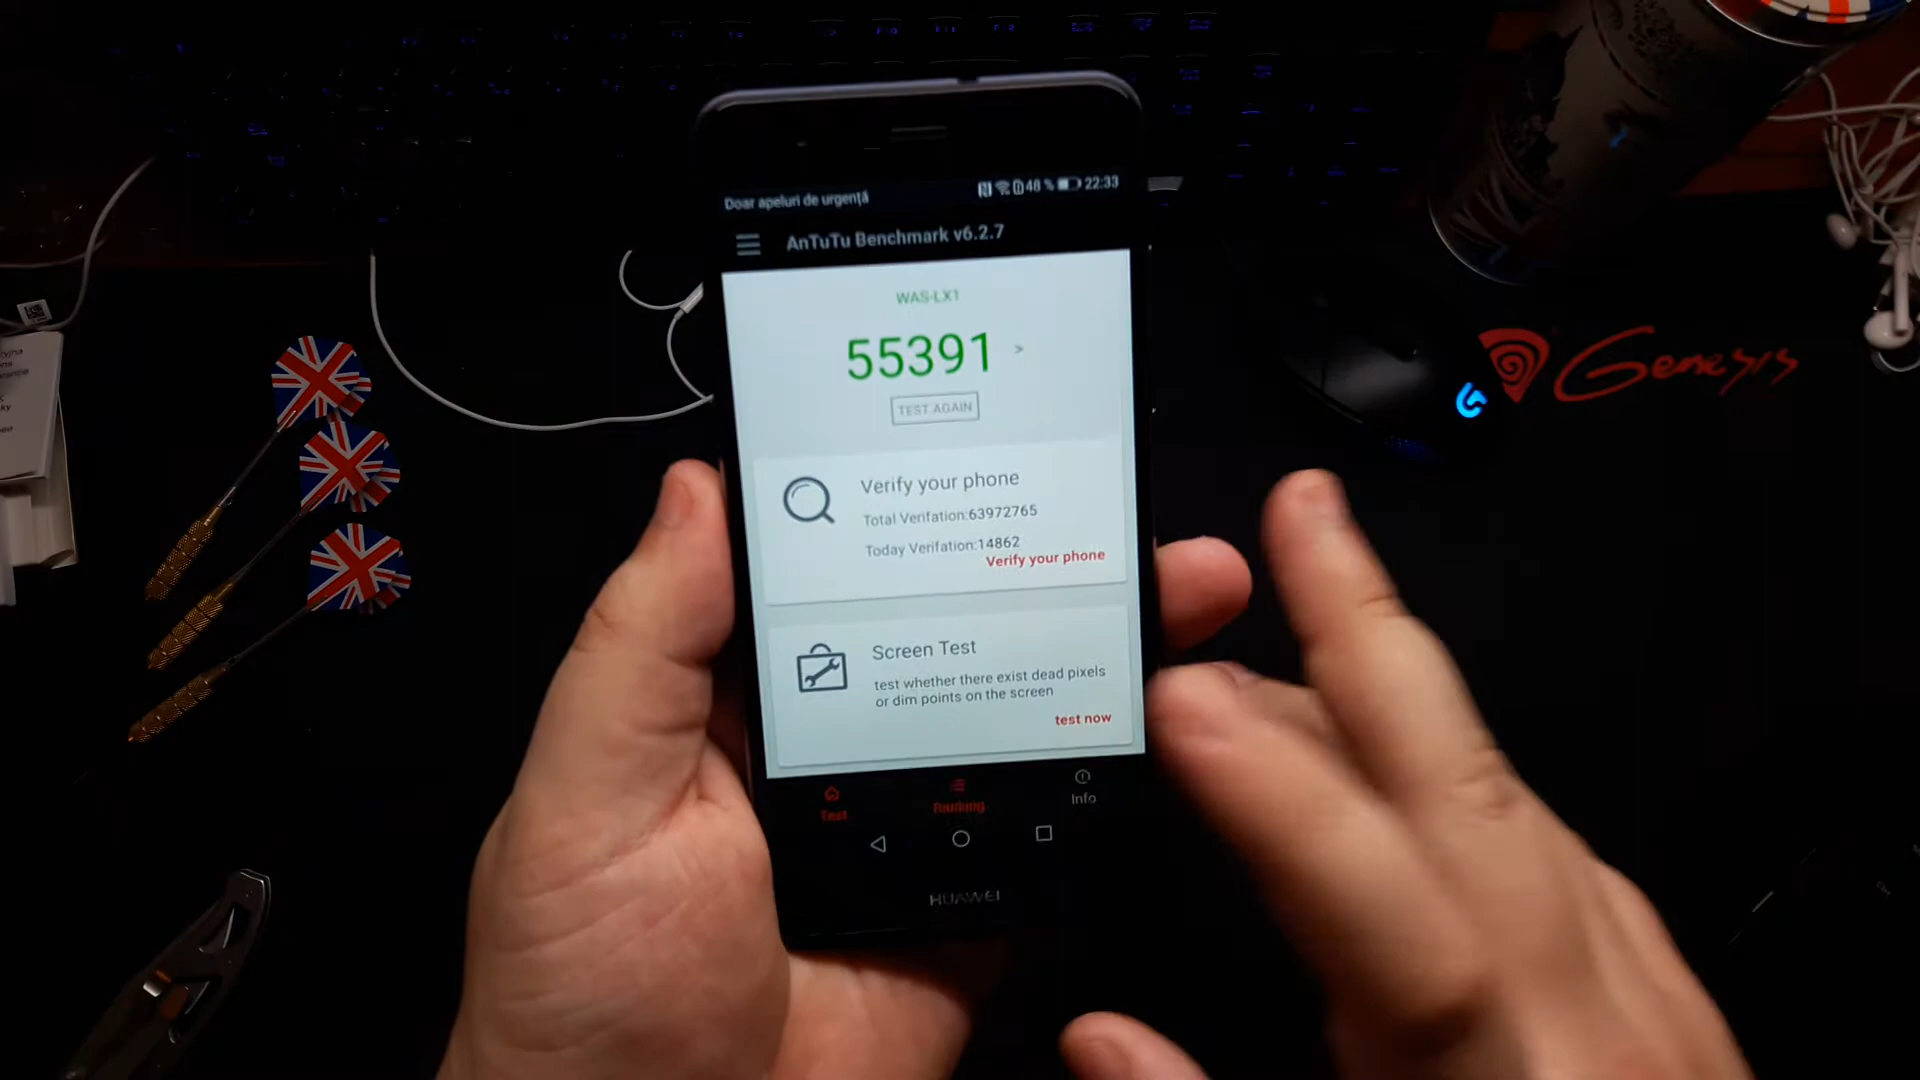 Doar apeluri de urgență
48 % 22:33
AnTuTu Benchmark v6.2.7
WAS-LX1
55391 >
TEST AGAIN
Verify your phone
Total Verifation:63972765
Today Verifation:14862
Verify your phone
Screen Test
test whether there exist dead pixels
or dim points on the screen
test now
Test
Ranking
Info
HUAWEI
Genesis